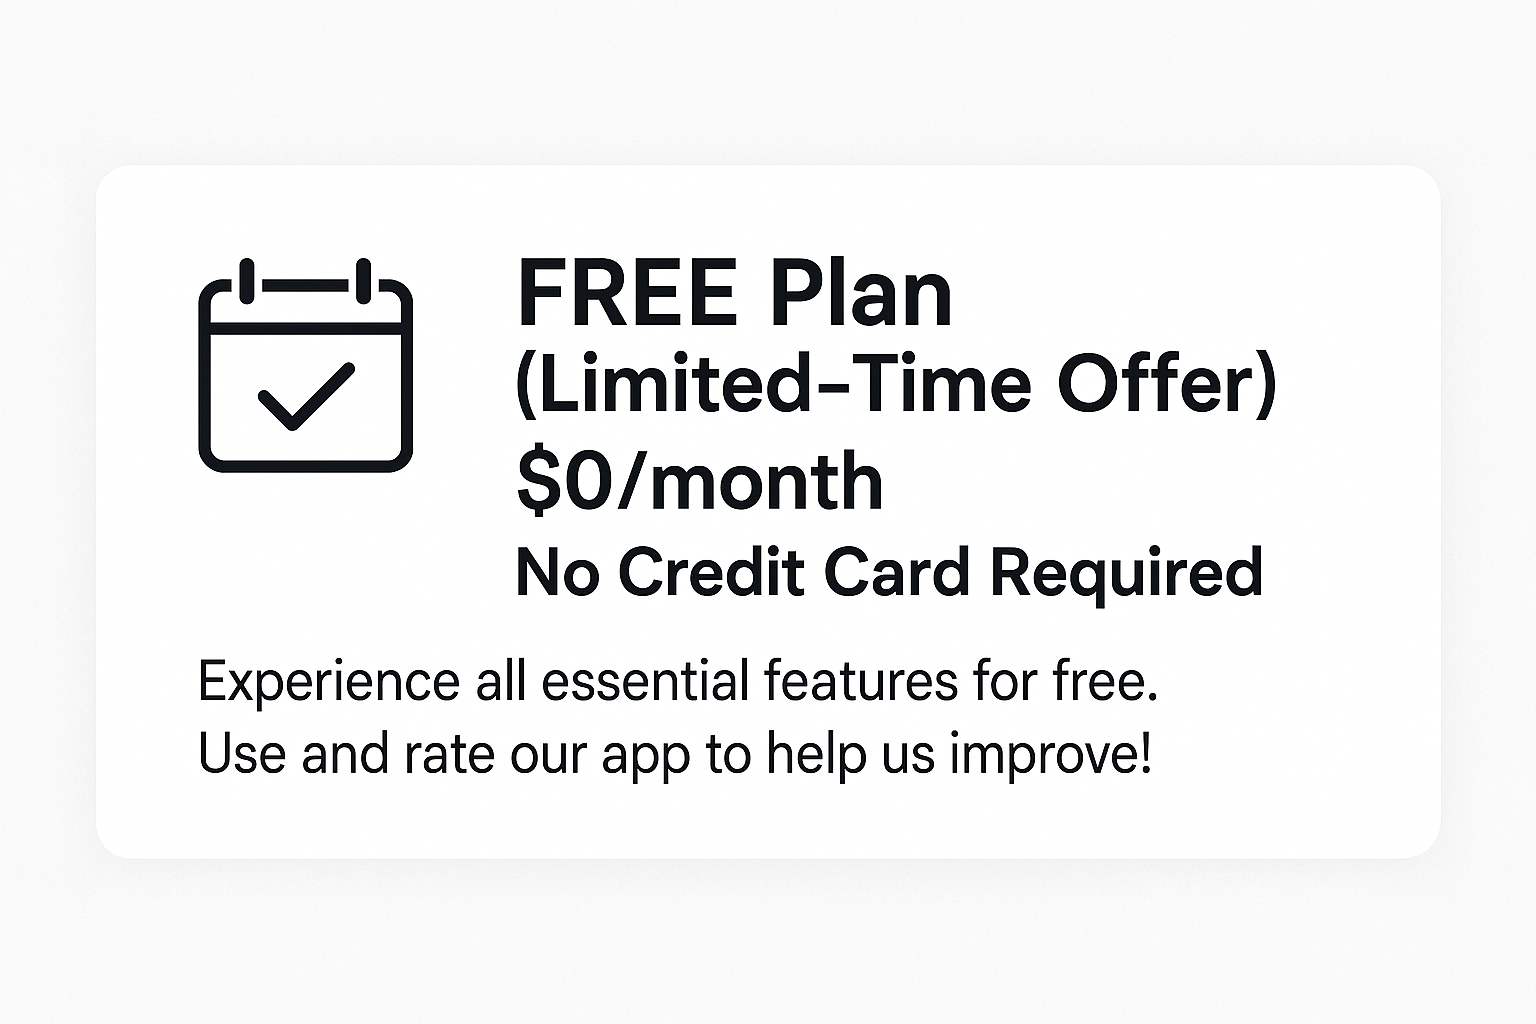 FREE Plan
(Limited-Time Offer)
$0/month
No Credit Card Required
Experience all essential features for free.
Use and rate our app to help us improve!